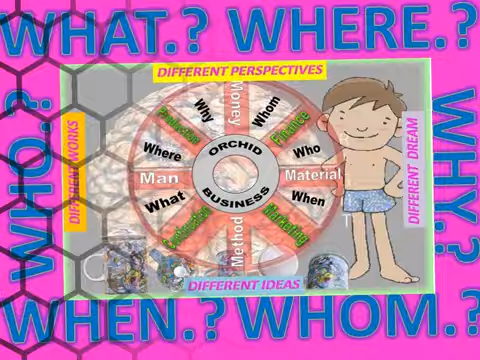 WHAT.? WHERE.?
DIFFERENT PERSPECTIVES
WHO.?
DIFFERENT WORKS
Money
Whom
Finance
Who
Material
When
Marketing
Method
What
Man
Where
Production
Why
ORCHID
BUSINESS
DIFFERENT DREAM
WHY.?
DIFFERENT IDEAS
WHEN.? WHOM.?